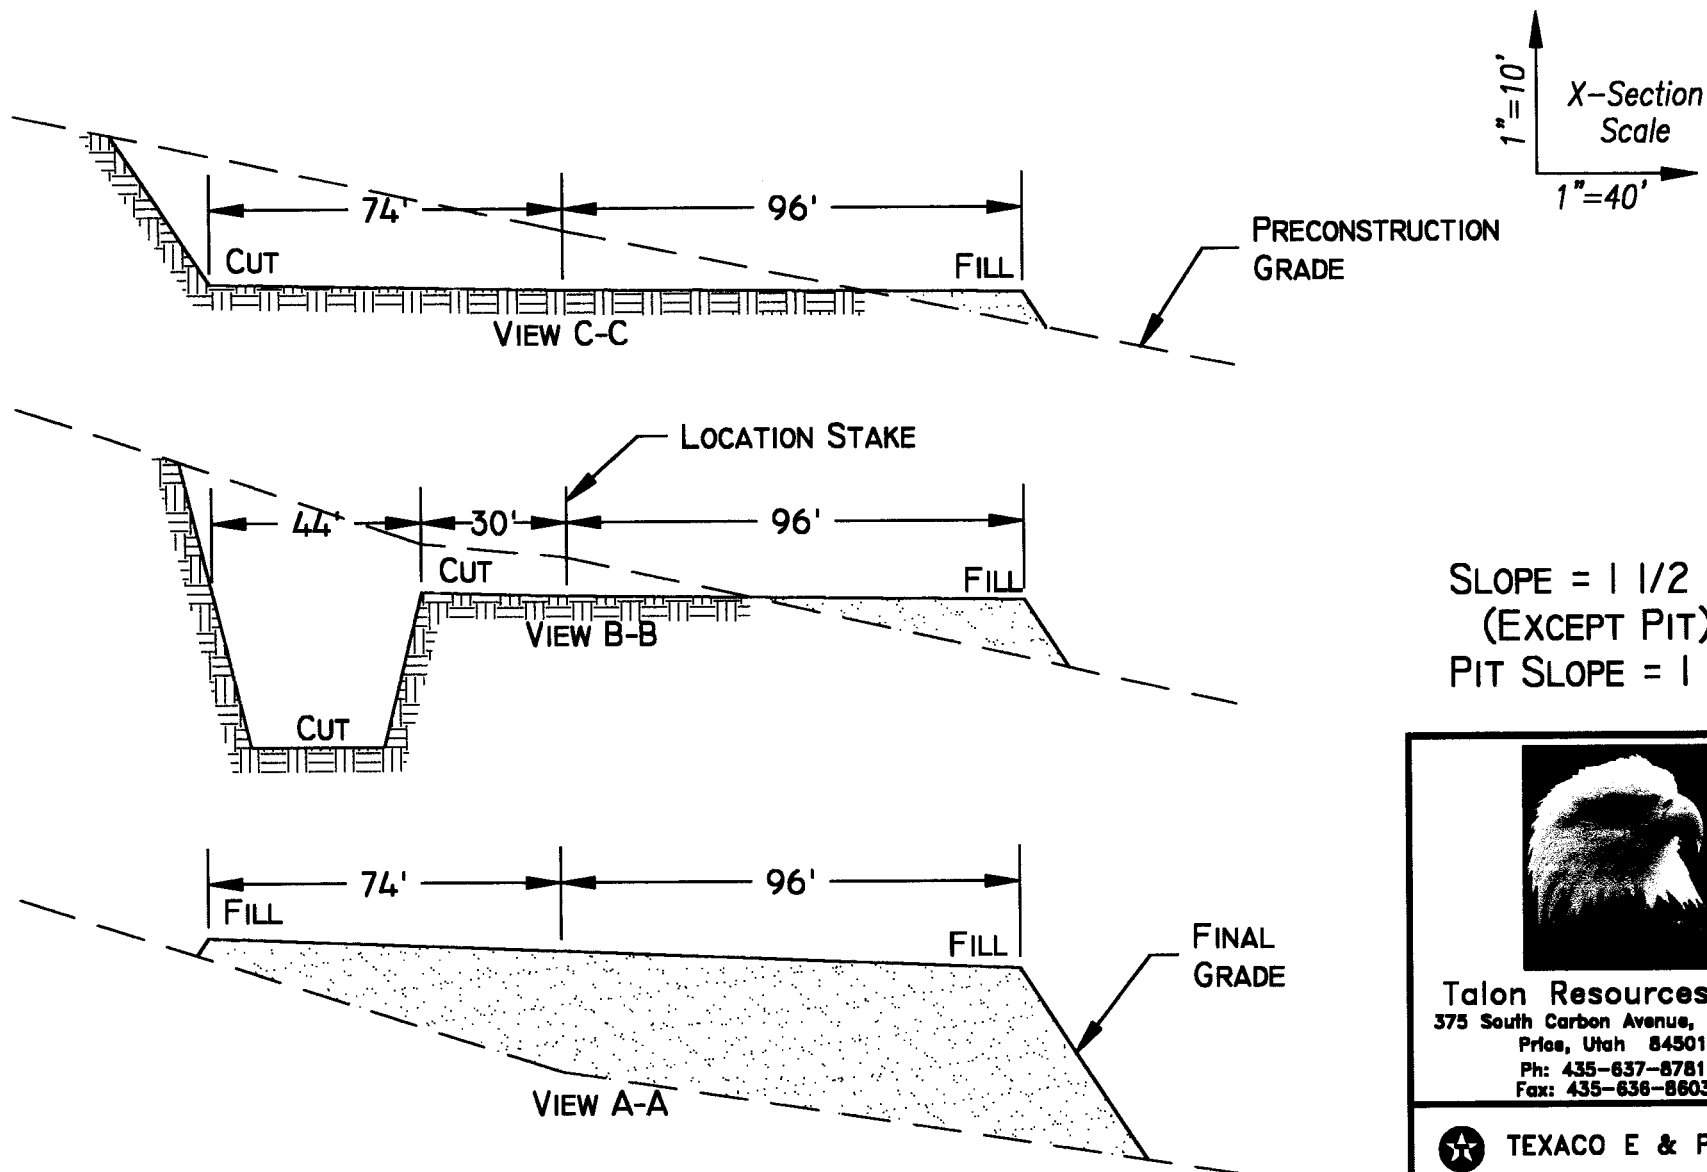 1"=10'
X-Section
Scale
1"=40'
74'
96'
CUT
FILL
VIEW C-C
PRECONSTRUCTION
GRADE
LOCATION STAKE
44'
30'
96'
CUT
FILL
VIEW B-B
CUT
SLOPE = 1 1/2
(EXCEPT PIT)
PIT SLOPE = 1
74'
96'
FILL
FILL
FINAL
GRADE
VIEW A-A
Talon Resources
375 South Carbon Avenue,
Price, Utah 84501
Ph: 435-637-8781
Fax: 435-636-8603
T
TEXACO E & P